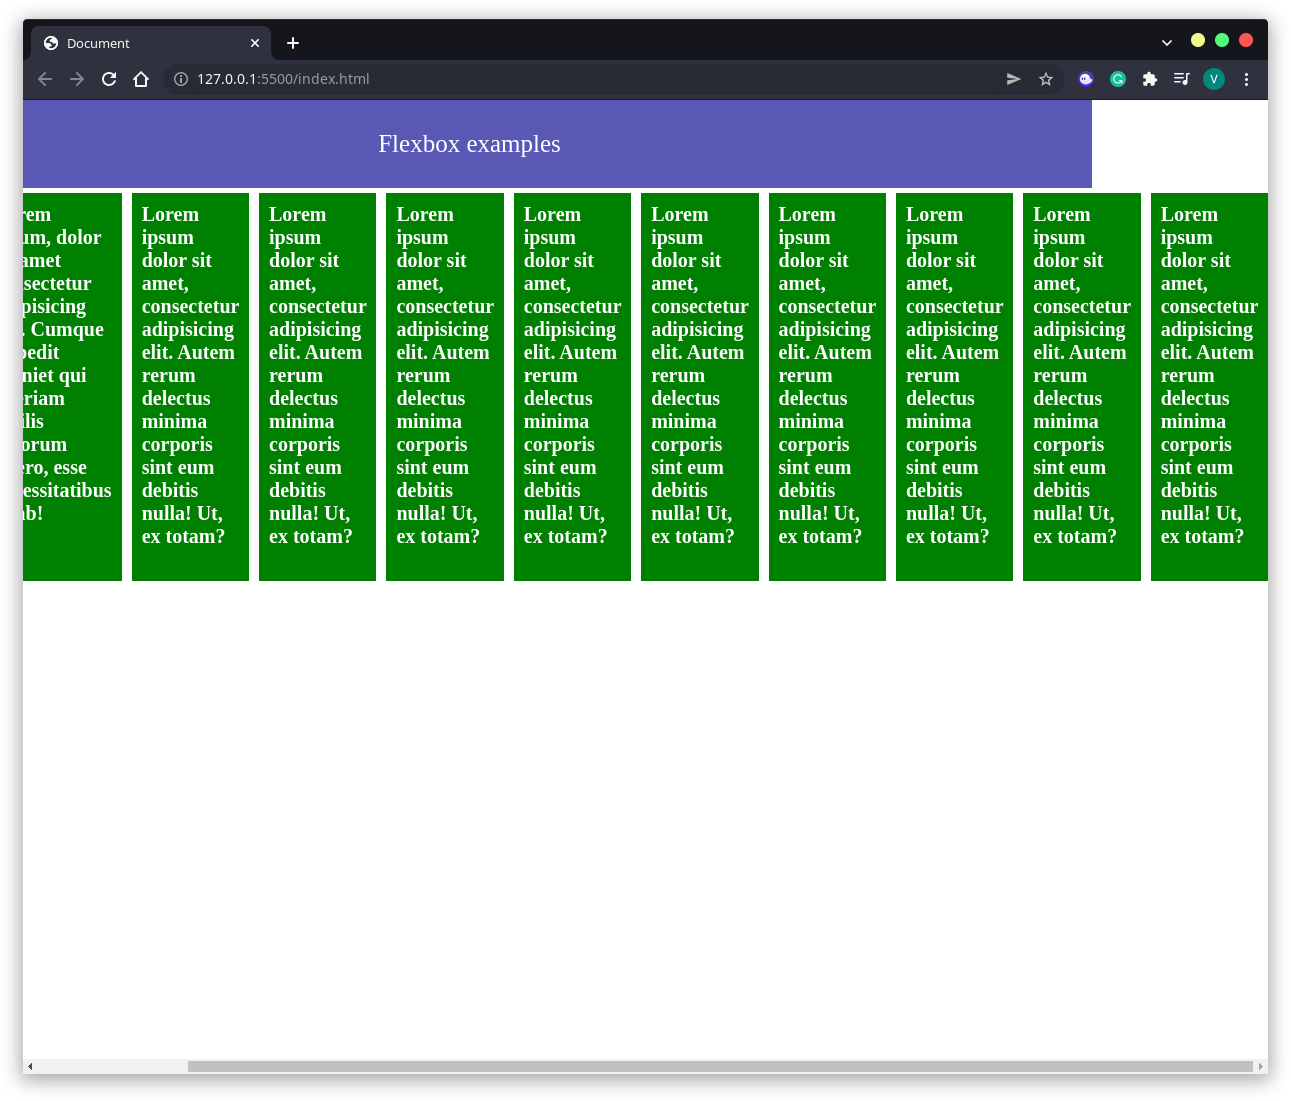 Document
127.0.0.1:5500/index.html
V
Flexbox examples
rem
um, dolor
amet
nsectetur
pisicing
. Cumque
pedit
niet qui
eriam
ilis
orum
ero, esse
essitatibus
ab!
Lorem
ipsum
dolor sit
amet,
consectetur
adipisicing
elit. Autem
rerum
delectus
minima
corporis
sint eum
debitis
nulla! Ut,
ex totam?
Lorem
ipsum
dolor sit
amet,
consectetur
adipisicing
elit. Autem
rerum
delectus
minima
corporis
sint eum
debitis
nulla! Ut,
ex totam?
Lorem
ipsum
dolor sit
amet,
consectetur
adipisicing
elit. Autem
rerum
delectus
minima
corporis
sint eum
debitis
nulla! Ut,
ex totam?
Lorem
ipsum
dolor sit
amet,
consectetur
adipisicing
elit. Autem
rerum
delectus
minima
corporis
sint eum
debitis
nulla! Ut,
ex totam?
Lorem
ipsum
dolor sit
amet,
consectetur
adipisicing
elit. Autem
rerum
delectus
minima
corporis
sint eum
debitis
nulla! Ut,
ex totam?
Lorem
ipsum
dolor sit
amet,
consectetur
adipisicing
elit. Autem
rerum
delectus
minima
corporis
sint eum
debitis
nulla! Ut,
ex totam?
Lorem
ipsum
dolor sit
amet,
consectetur
adipisicing
elit. Autem
rerum
delectus
minima
corporis
sint eum
debitis
nulla! Ut,
ex totam?
Lorem
ipsum
dolor sit
amet,
consectetur
adipisicing
elit. Autem
rerum
delectus
minima
corporis
sint eum
debitis
nulla! Ut,
ex totam?
Lorem
ipsum
dolor sit
amet,
consectetur
adipisicing
elit. Autem
rerum
delectus
minima
corporis
sint eum
debitis
nulla! Ut,
ex totam?